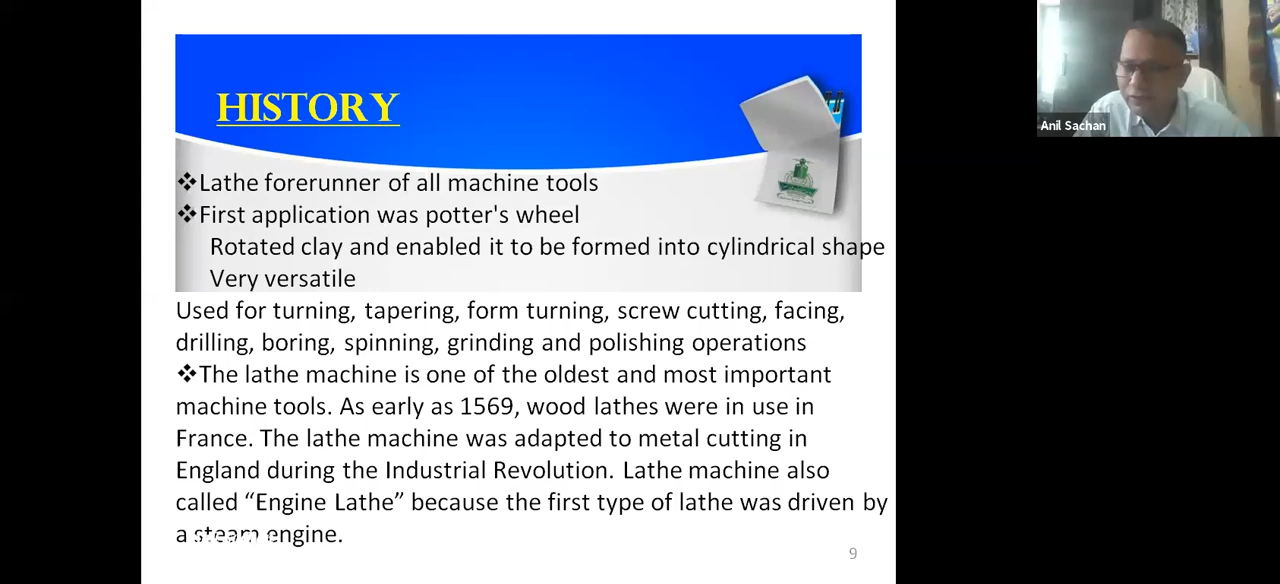 HISTORY
❖Lathe forerunner of all machine tools
❖First application was potter's wheel
Rotated clay and enabled it to be formed into cylindrical shape
Very versatile
Used for turning, tapering, form turning, screw cutting, facing,
drilling, boring, spinning, grinding and polishing operations
❖The lathe machine is one of the oldest and most important
machine tools. As early as 1569, wood lathes were in use in
France. The lathe machine was adapted to metal cutting in
England during the Industrial Revolution. Lathe machine also
called “Engine Lathe” because the first type of lathe was driven by
a steam engine.
9
Anil Sachan